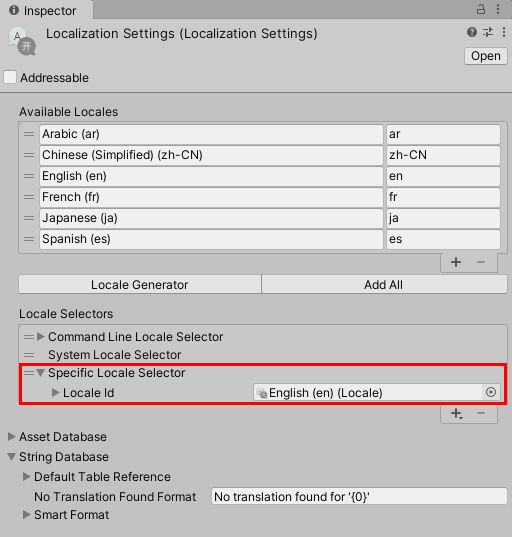 Inspector
A 开
Localization Settings (Localization Settings)
Open
Addressable
Available Locales
Arabic (ar) ar
Chinese (Simplified) (zh-CN) zh-CN
English (en) en
French (fr) fr
Japanese (ja) ja
Spanish (es) es
Locale Generator Add All
Locale Selectors
Command Line Locale Selector
System Locale Selector
Specific Locale Selector
Locale Id English (en) (Locale)
Asset Database
String Database
Default Table Reference
No Translation Found Format No translation found for '{0}'
Smart Format